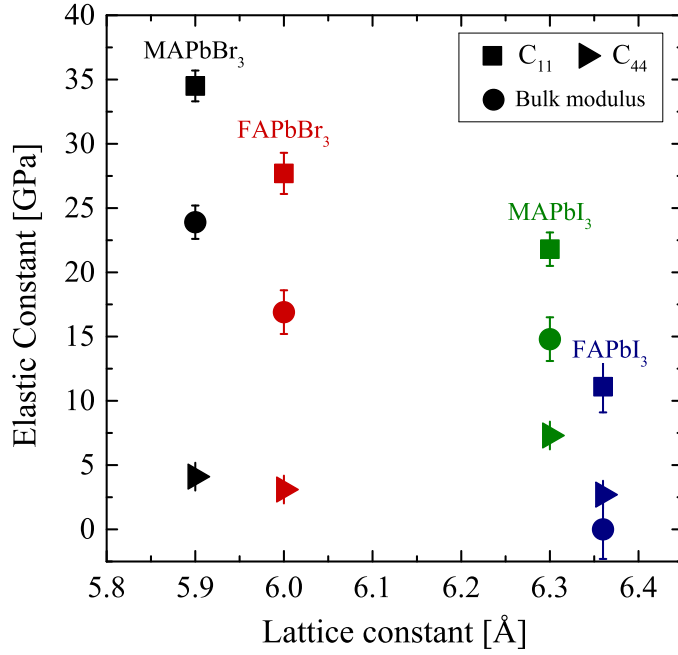 40
35
30
25
20
15
10
5
0
Elastic Constant [GPa]
MAPbBr₃
FAPbBr₃
MAPbI₃
FAPbI₃
C₁₁ C₄₄
Bulk modulus
5.8 5.9 6.0 6.1 6.2 6.3 6.4
Lattice constant [Å]